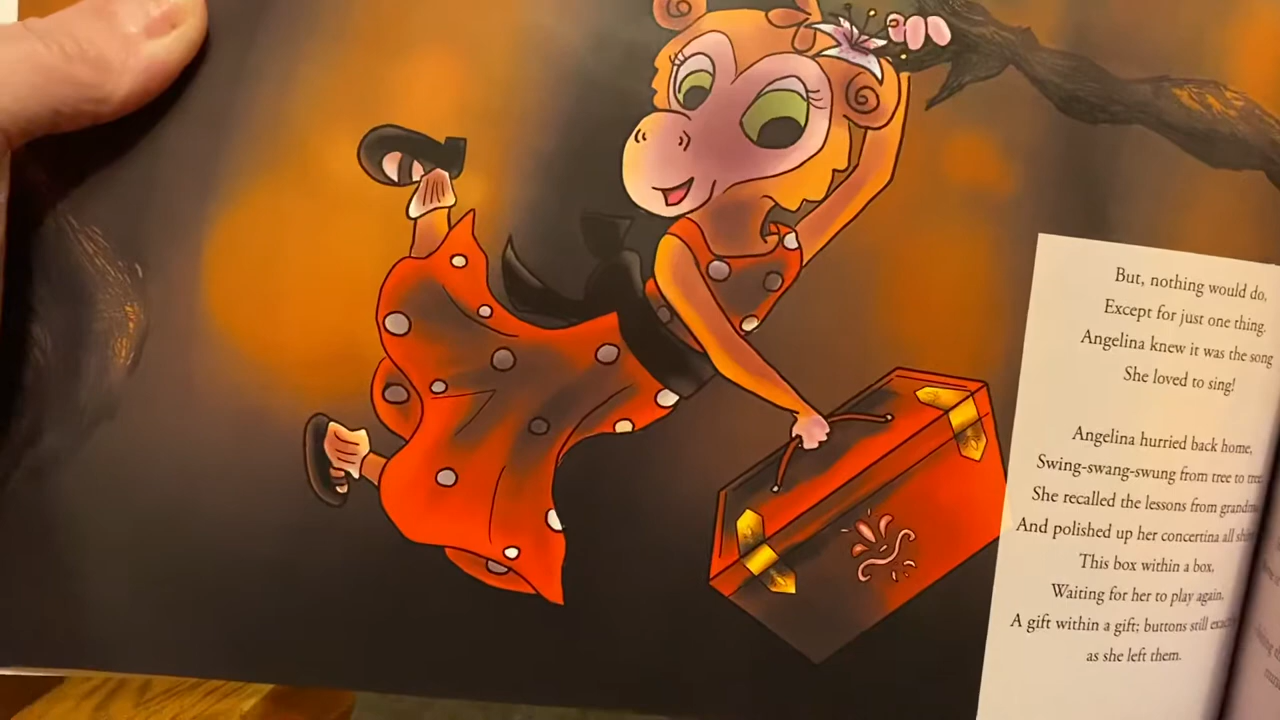 But, nothing would do,
Except for just one thing.
Angelina knew it was the song
She loved to sing!
Angelina hurried back home,
Swing-swang-swung from tree to tree.
She recalled the lessons from
And polished up her concertina all
This box within a box,
Waiting for her to play again.
A gift within a gift; buttons still
as she left them.